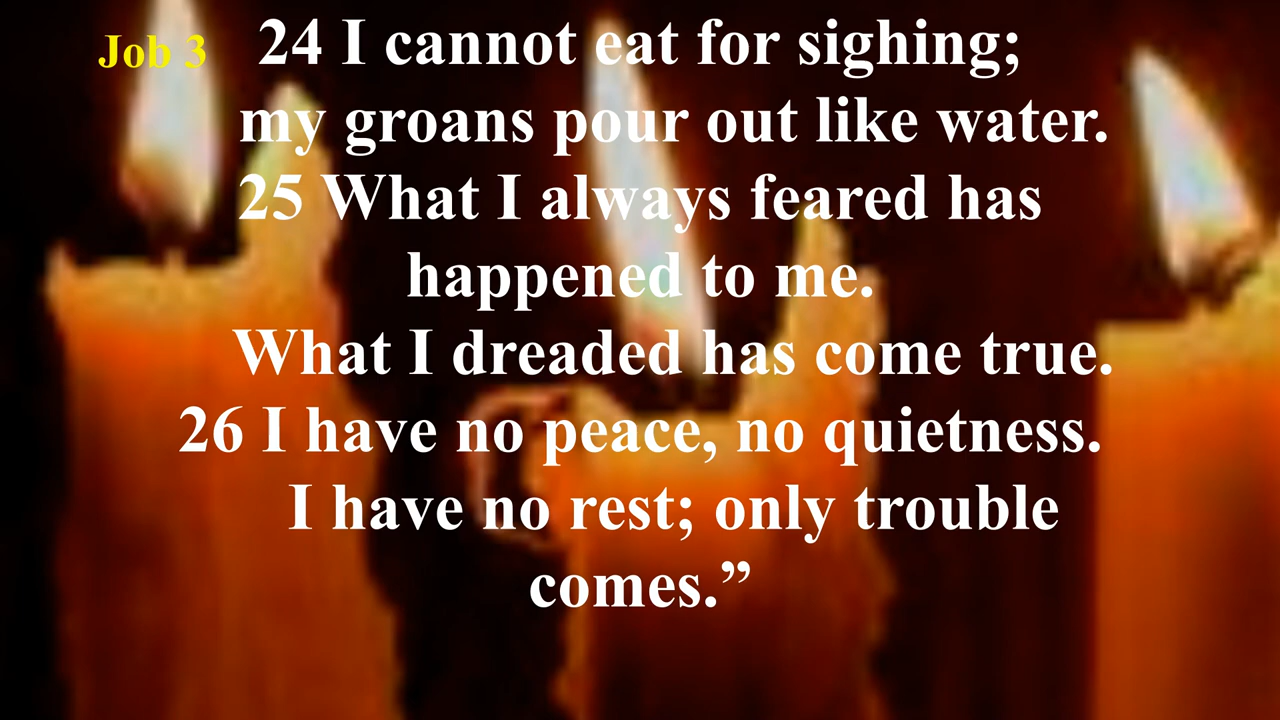 Job 3 24 I cannot eat for sighing;
my groans pour out like water.
25 What I always feared has
happened to me.
What I dreaded has come true.
26 I have no peace, no quietness.
I have no rest; only trouble
comes.”